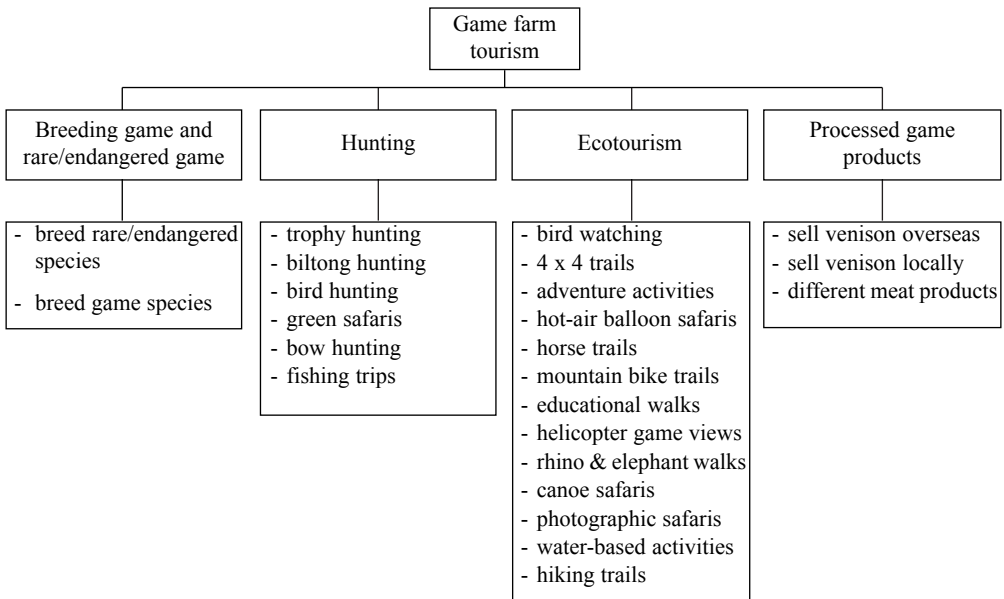 Game farm
tourism
Breeding game and
rare/endangered game
Hunting
Ecotourism
Processed game
products
- breed rare/endangered
species
- breed game species
- trophy hunting
- biltong hunting
- bird hunting
- green safaris
- bow hunting
- fishing trips
- bird watching
- 4 x 4 trails
- adventure activities
- hot-air balloon safaris
- horse trails
- mountain bike trails
- educational walks
- helicopter game views
- rhino & elephant walks
- canoe safaris
- photographic safaris
- water-based activities
- hiking trails
- sell venison overseas
- sell venison locally
- different meat products